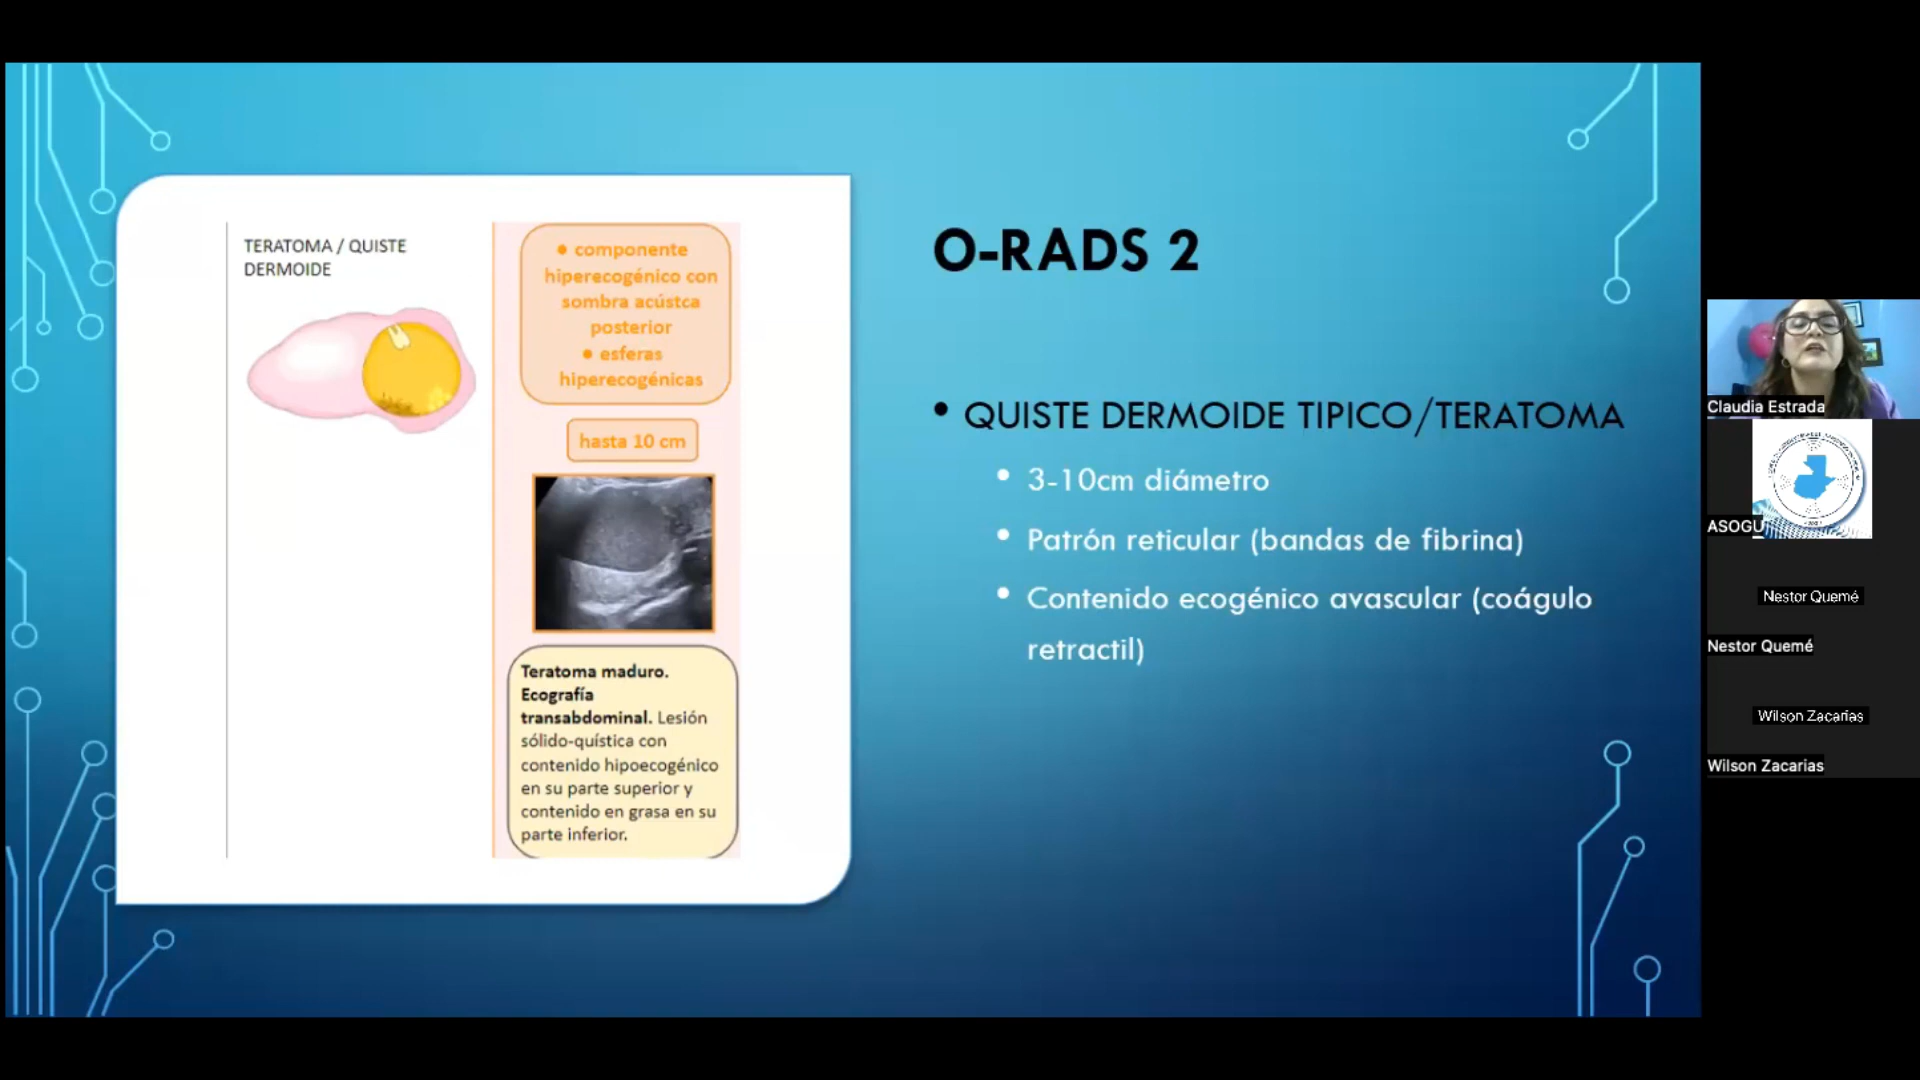 TERATOMA / QUISTE
DERMOIDE
● componente
hiperecogénico con
sombra acústca
posterior
● esferas
hiperecogénicas
hasta 10 cm
Teratoma maduro.
Ecografía
transabdominal. Lesión
sólido-quística con
contenido hipoecogénico
en su parte superior y
contenido en grasa en su
parte inferior.
O-RADS 2
• QUISTE DERMOIDE TIPICO/TERATOMA
• 3-10cm diámetro
• Patrón reticular (bandas de fibrina)
• Contenido ecogénico avascular (coágulo
retractil)
Claudia Estrada
ASOGU
Nestor Quemé
Nestor Quemé
Wilson Zacarias
Wilson Zacarias